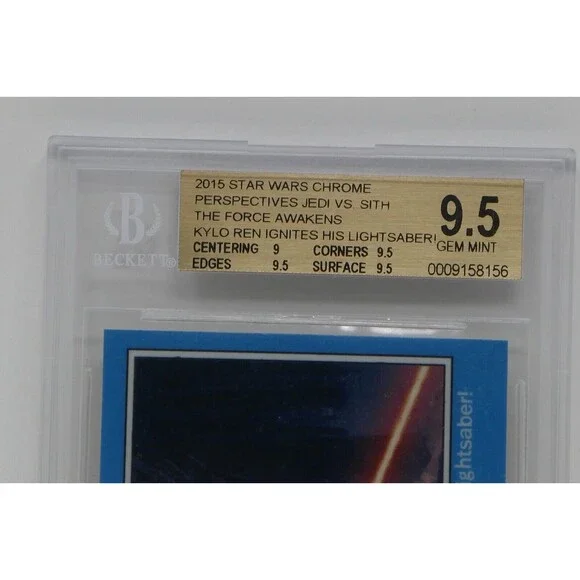 B
BECKETT
2015 STAR WARS CHROME
PERSPECTIVES JEDI VS. SITH
THE FORCE AWAKENS
KYLO REN IGNITES HIS LIGHTSABER!
CENTERING 9 CORNERS 9.5
EDGES 9.5 SURFACE 9.5
9.5
GEM MINT
0009158156
ghtsaber!